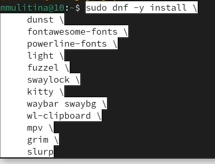 mmulitina@10:~$ sudo dnf -y install \
dunst \
fontawesome-fonts \
powerline-fonts \
light \
fuzzel \
swaylock \
kitty \
waybar swaybg \
wl-clipboard \
mpv \
grim \
slurp